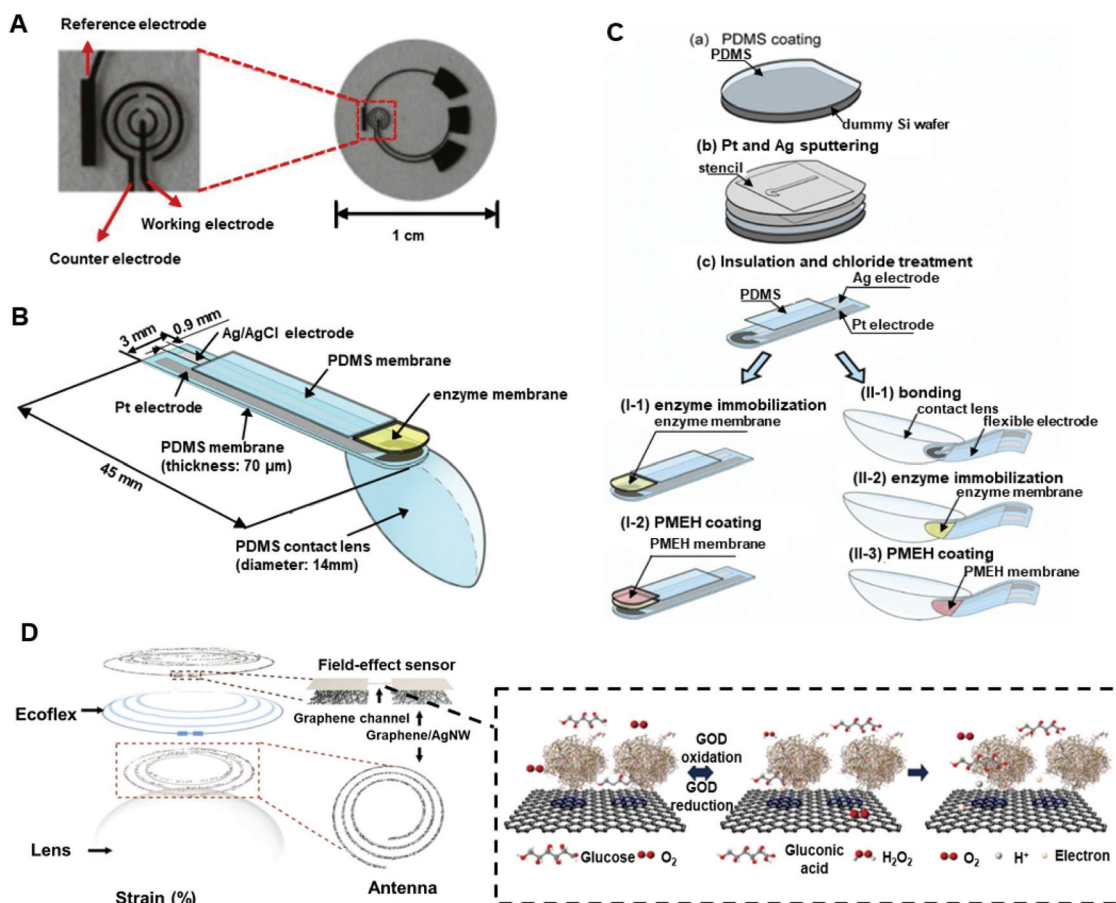 A
Reference electrode
Working electrode
Counter electrode
1 cm
B
3 mm
0.9 mm
Ag/AgCl electrode
PDMS membrane
enzyme membrane
Pt electrode
PDMS membrane
(thickness: 70 µm)
45 mm
PDMS contact lens
(diameter: 14mm)
C
(a) PDMS coating
PDMS
dummy Si wafer
(b) Pt and Ag sputtering
stencil
(c) Insulation and chloride treatment
Ag electrode
PDMS
Pt electrode
(I-1) enzyme immobilization
enzyme membrane
(I-2) PMEH coating
PMEH membrane
(II-1) bonding
contact lens
flexible electrode
(II-2) enzyme immobilization
enzyme membrane
(II-3) PMEH coating
PMEH membrane
D
Field-effect sensor
Ecoflex
Graphene channel
Graphene/AgNW
Lens
Antenna
Strain (%)
GOD
oxidation
GOD
reduction
Glucose
O₂
Gluconic
acid
H₂O₂
O₂
H⁺
Electron